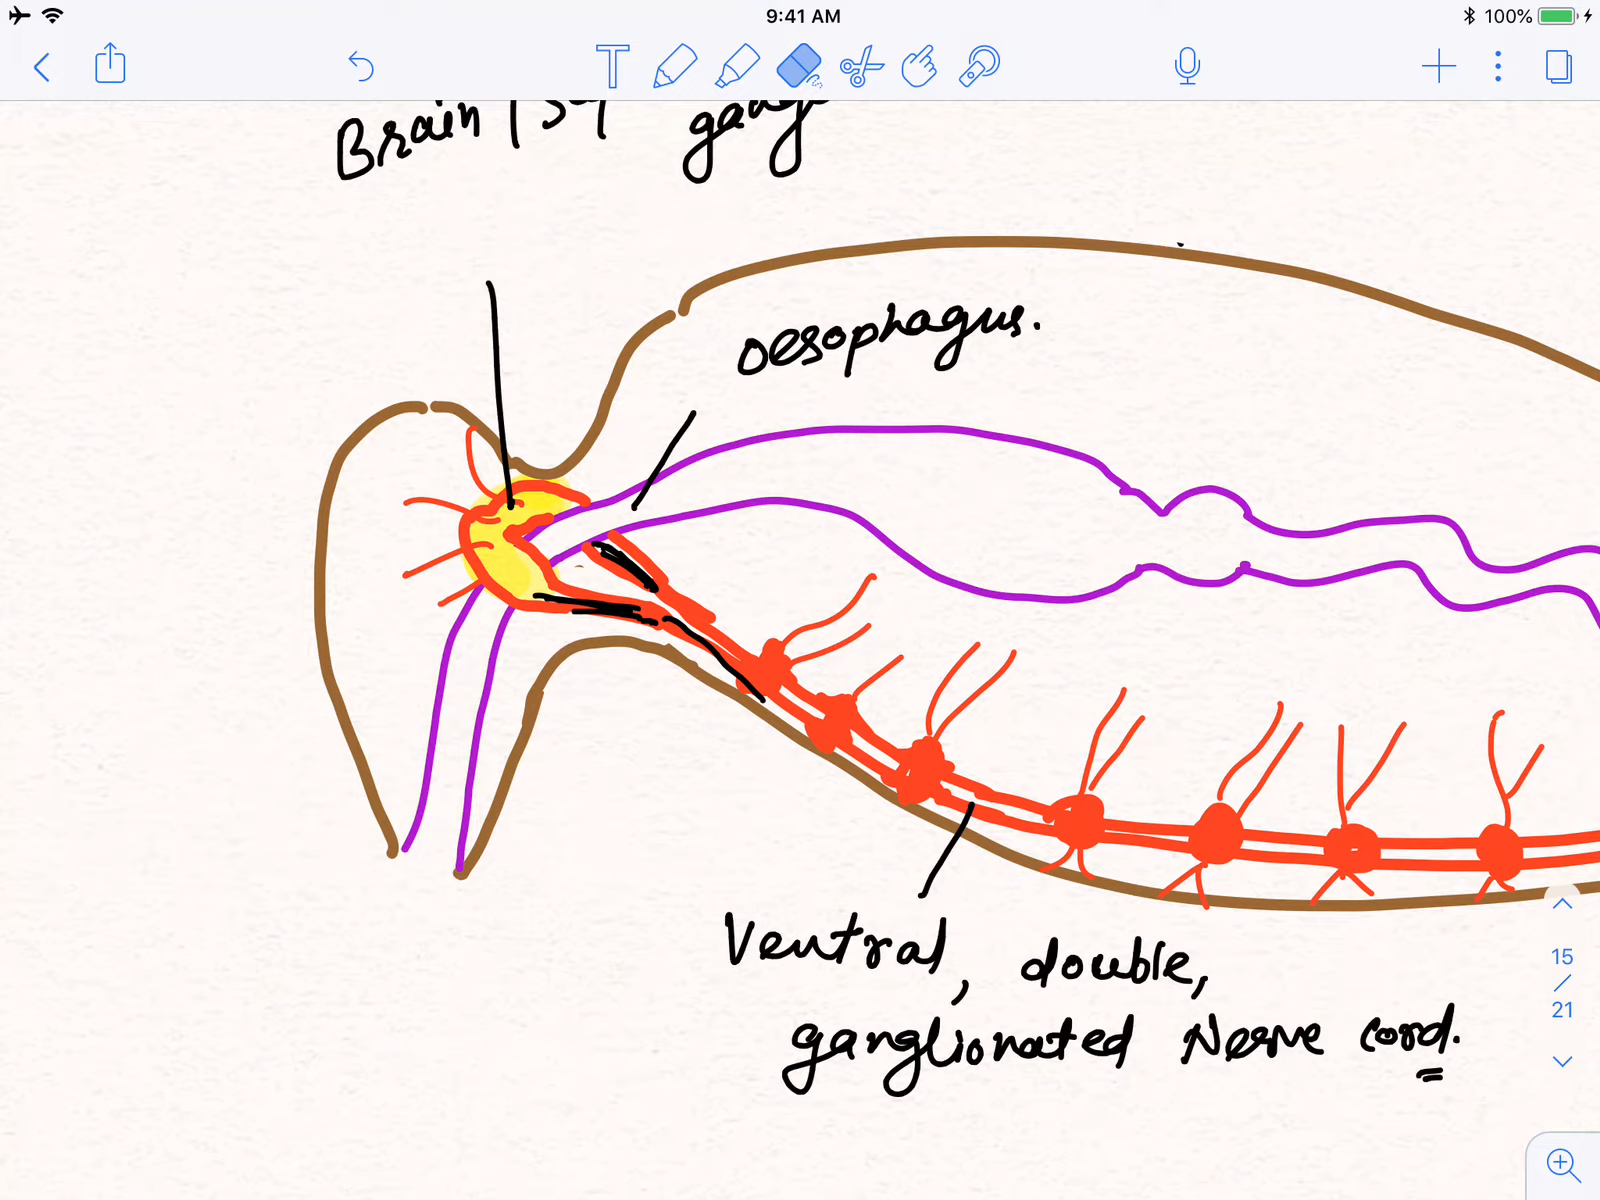 9:41 AM
100%
T
Brain
oesophagus.
Ventral, double,
ganglionated Nerve cord.
15
/
21